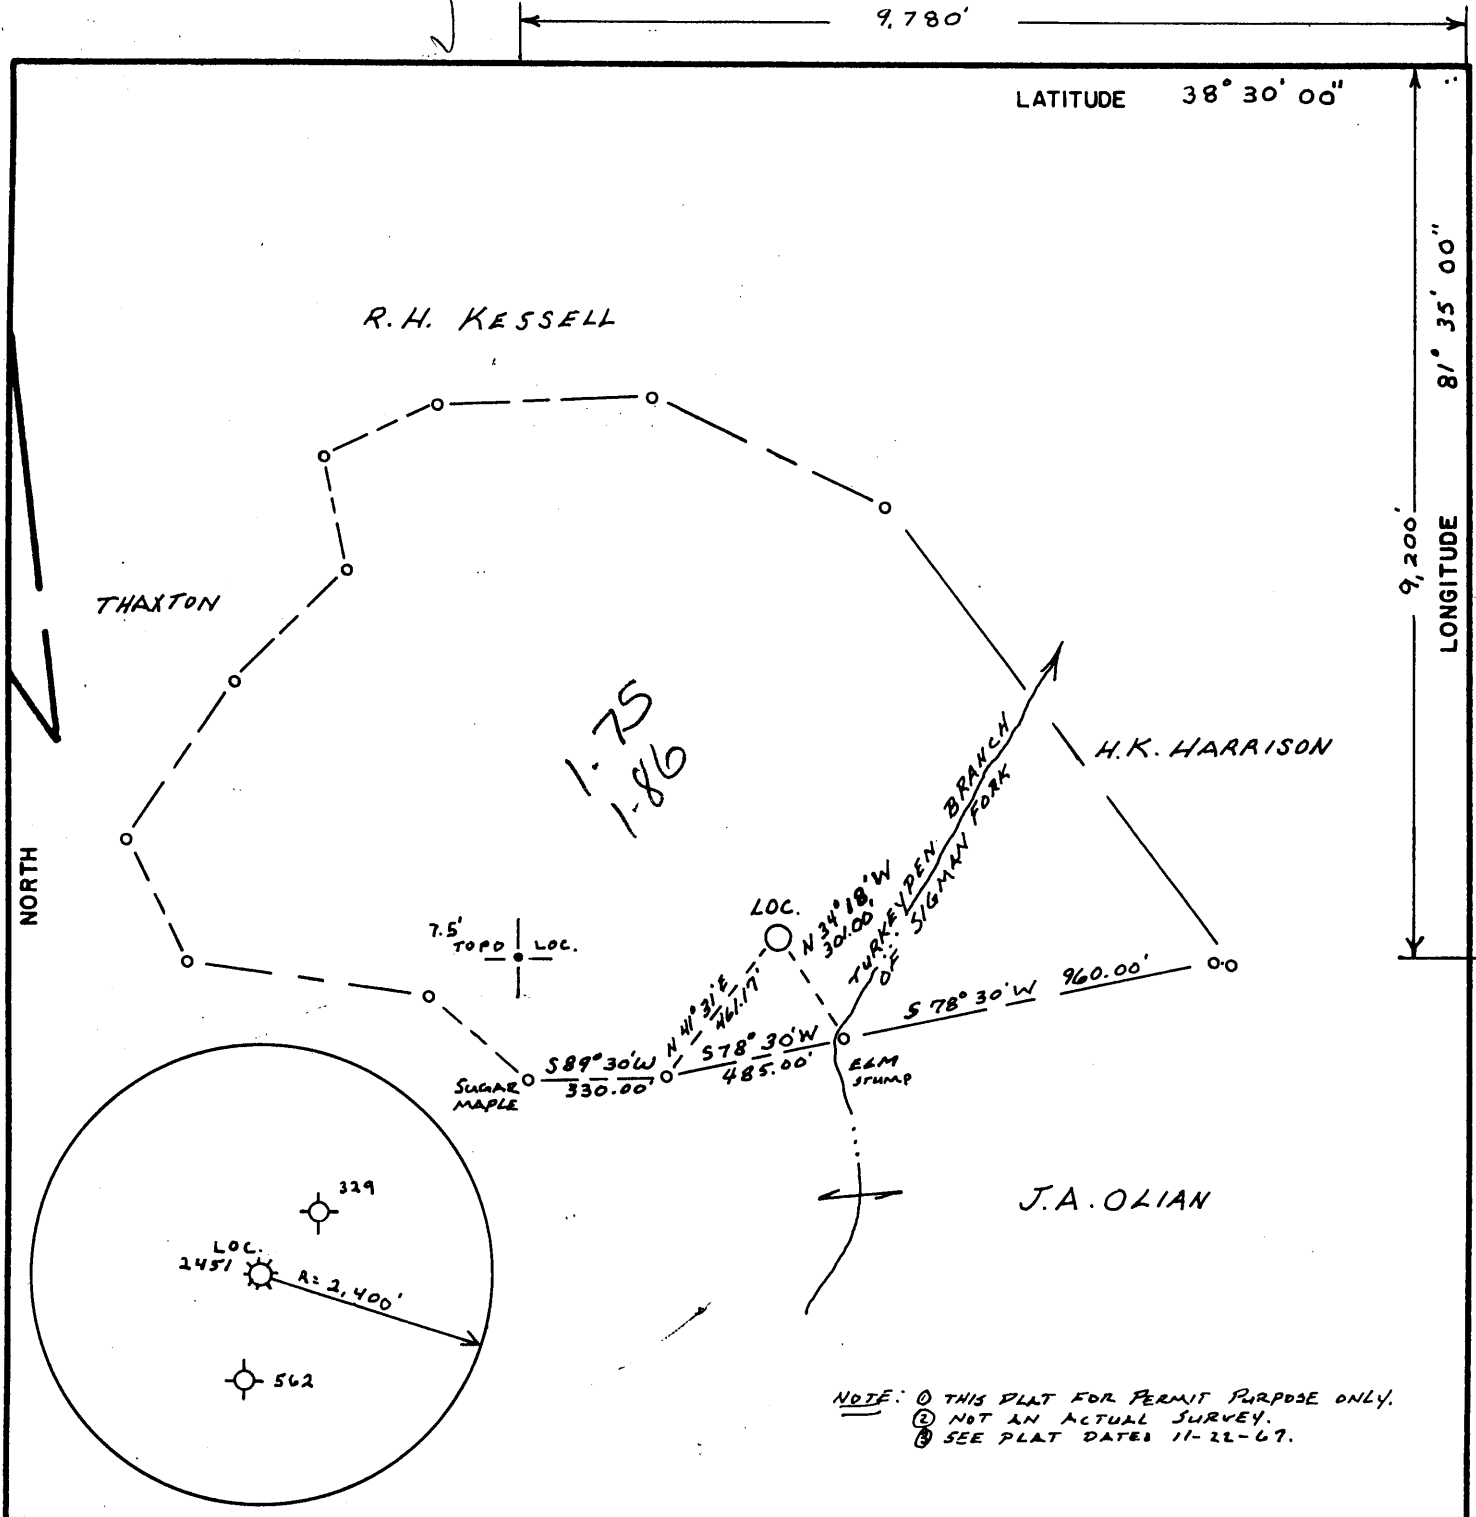 9,780'
LATITUDE 38° 30' 00"
LONGITUDE 81° 35' 00"
9,200'
R.H. KESSELL
THAXTON
NORTH
1.75
1.86
H.K. HARRISON
TURKEYPEN BRANCH
OF SIGMAN FORK
LOC.
N 34° 18' W
301.00'
7.5'
TOPO LOC.
N 41° 31' E
461.17'
S 78° 30' W 960.00'
S 78° 30' W
485.00'
S 89° 30' W
330.00'
ELM
STUMP
SUGAR
MAPLE
J.A. OLIAN
329
LOC.
2451
R= 2,400'
562
NOTE: ① THIS PLAT FOR PERMIT PURPOSE ONLY.
② NOT AN ACTUAL SURVEY.
③ SEE PLAT DATED 11-22-67.